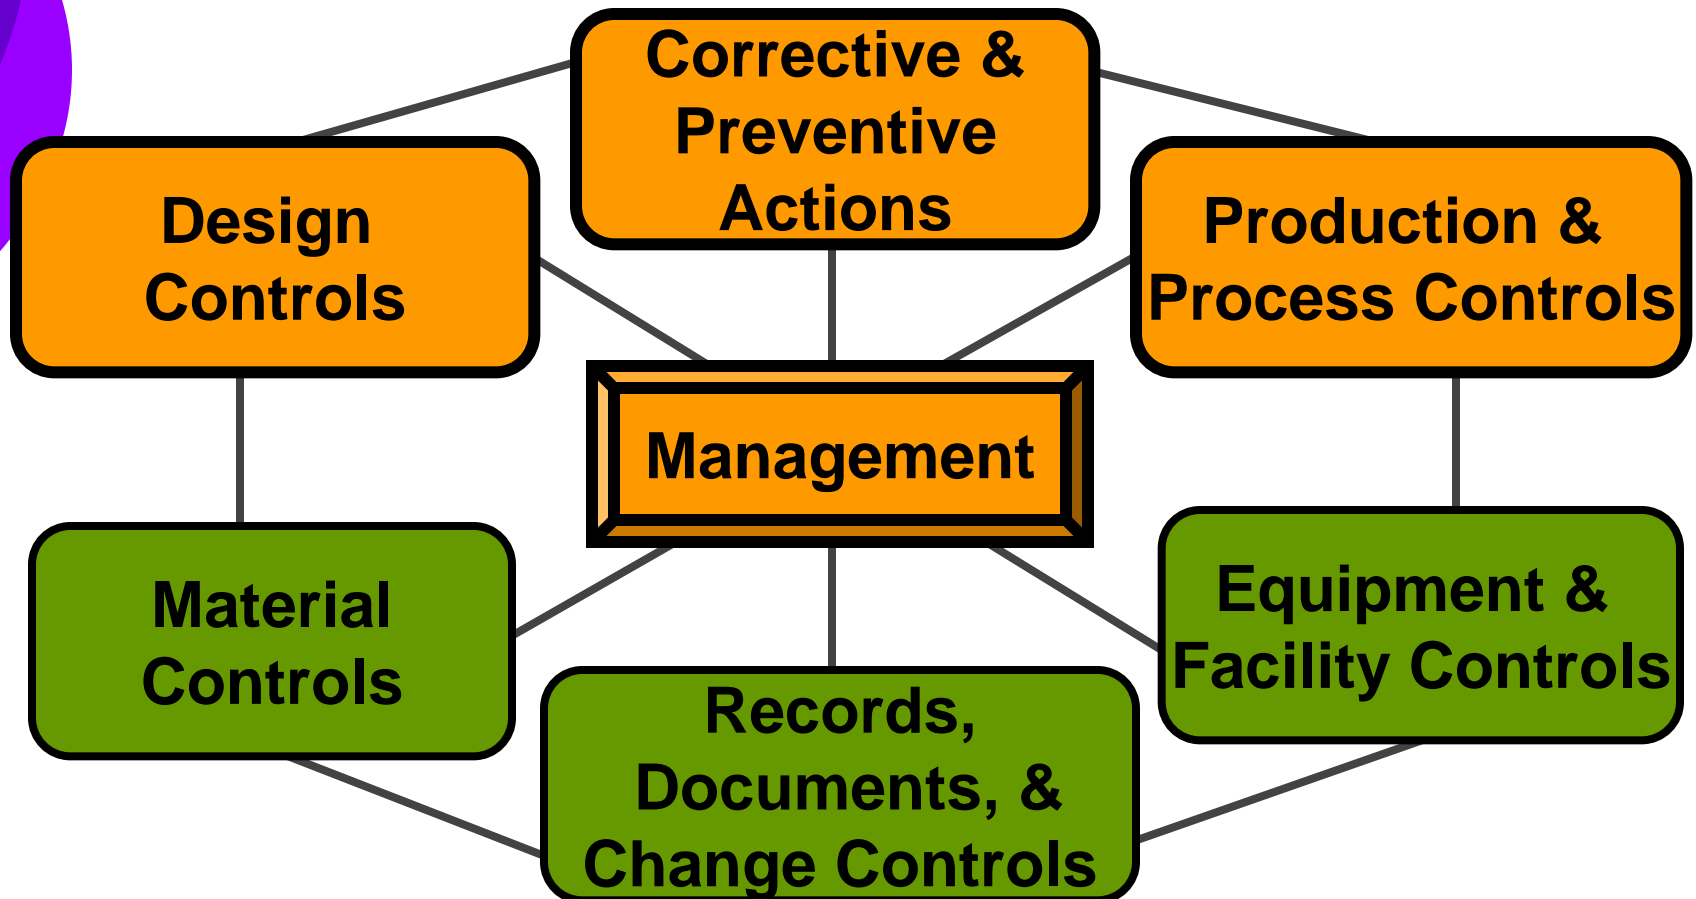 Corrective &
Preventive
Actions
Design
Controls
Production &
Process Controls
Management
Material
Controls
Equipment &
Facility Controls
Records,
Documents, &
Change Controls